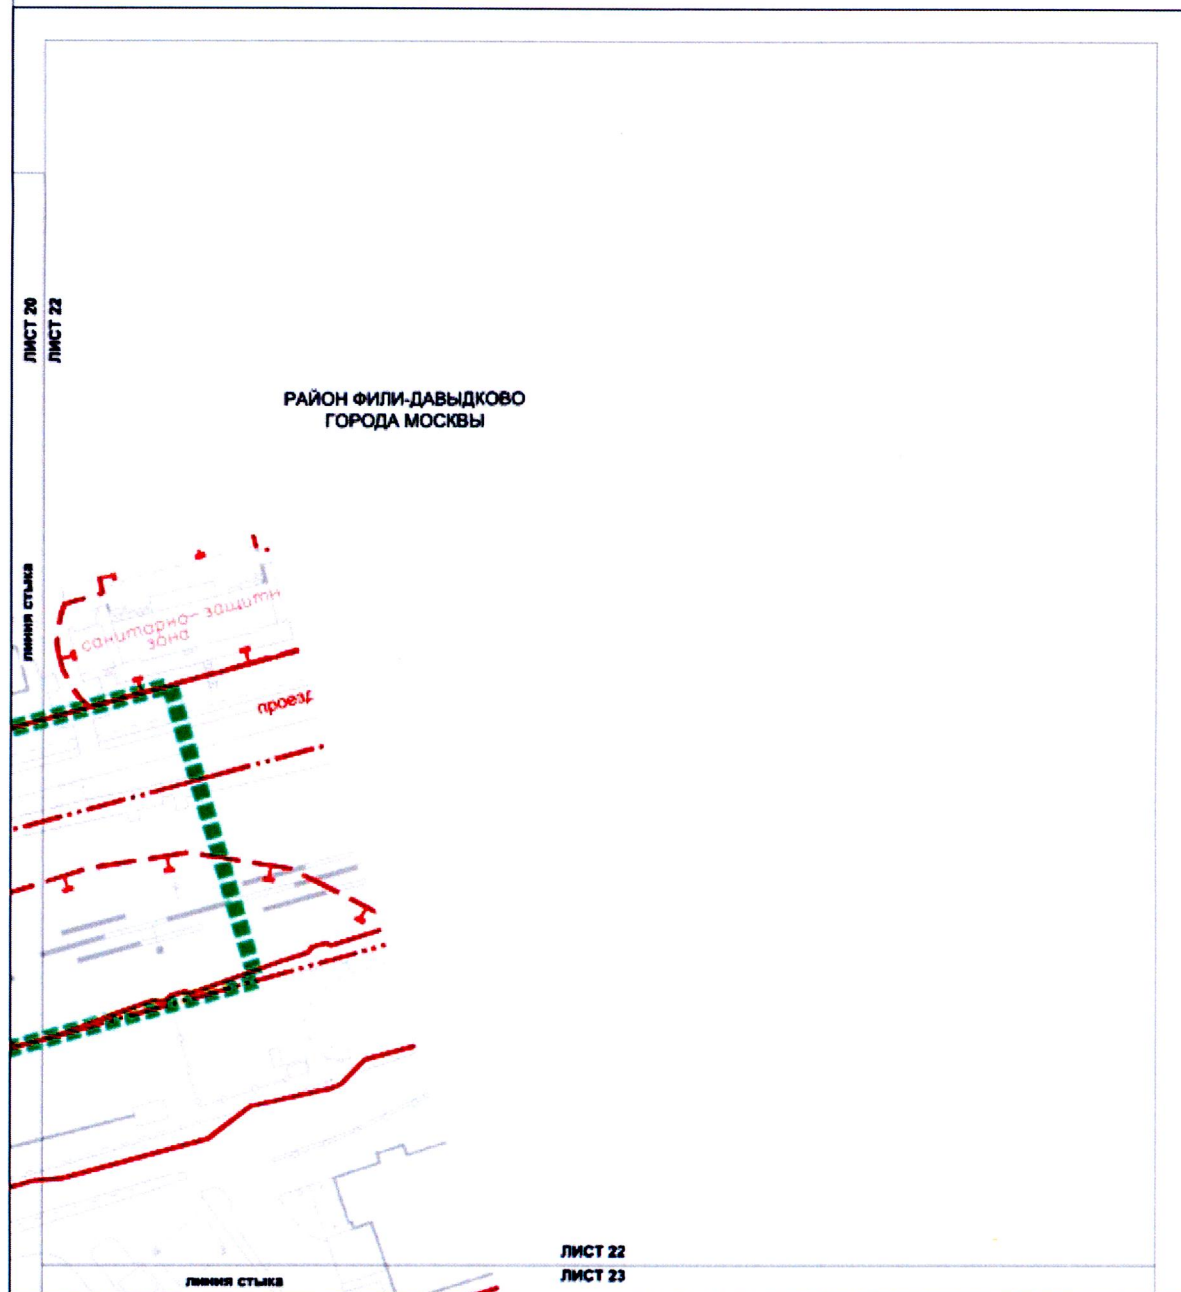 ЛИСТ 20
ЛИСТ 22
РАЙОН ФИЛИ-ДАВЫДКОВО
ГОРОДА МОСКВЫ
линия стыка
санитарно- защитн
зона
проезд
ЛИСТ 22
линия стыка
ЛИСТ 23